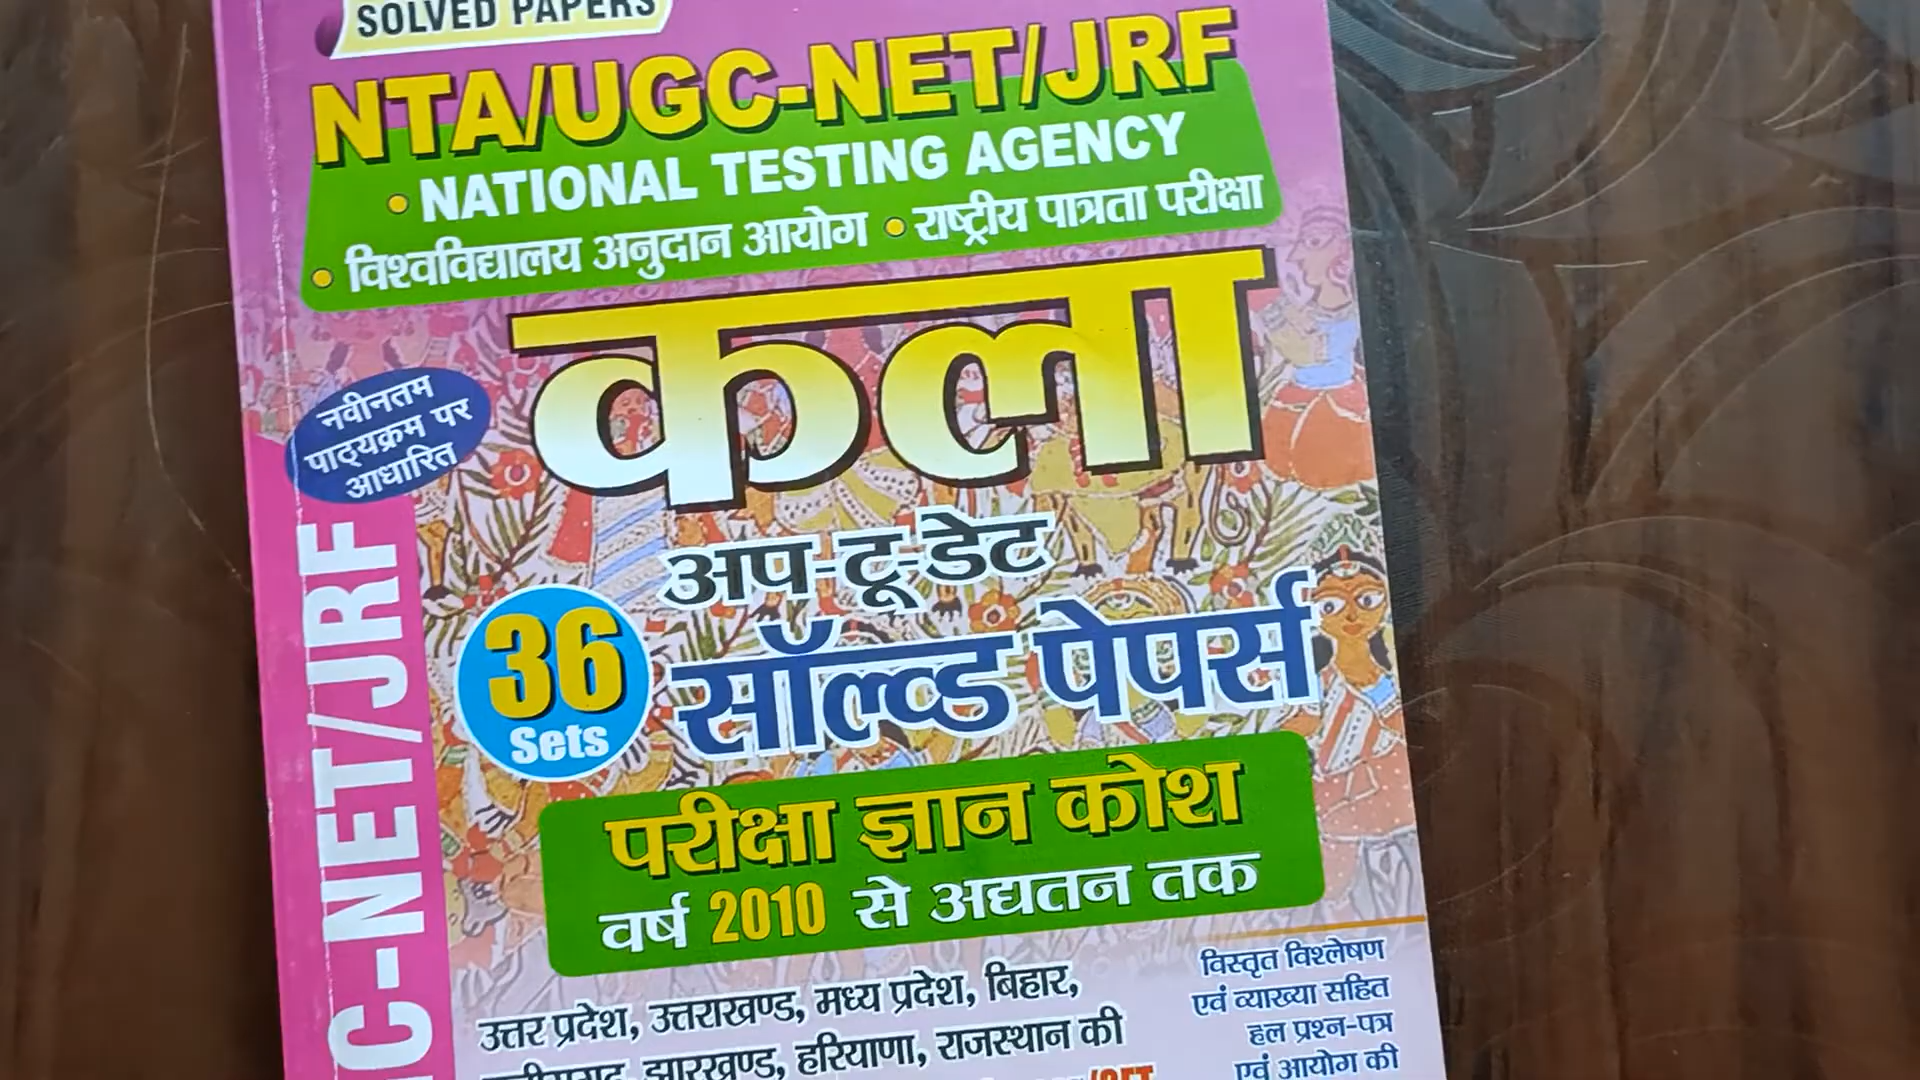 SOLVED PAPERS
NTA/UGC-NET/JRF
• NATIONAL TESTING AGENCY
• विश्वविद्यालय अनुदान आयोग • राष्ट्रीय पात्रता परीक्षा
कला
नवीनतम
पाठ्यक्रम पर
आधारित
अप-टू-डेट
36
Sets
सॉल्व्ड पेपर्स
परीक्षा ज्ञान कोश
वर्ष 2010 से अद्यतन तक
उत्तर प्रदेश, उत्तराखण्ड, मध्य प्रदेश, बिहार,
झारखण्ड, हरियाणा, राजस्थान की
विस्तृत विश्लेषण
एवं व्याख्या सहित
हल प्रश्न-पत्र
एवं आयोग की
C-NET/JRF